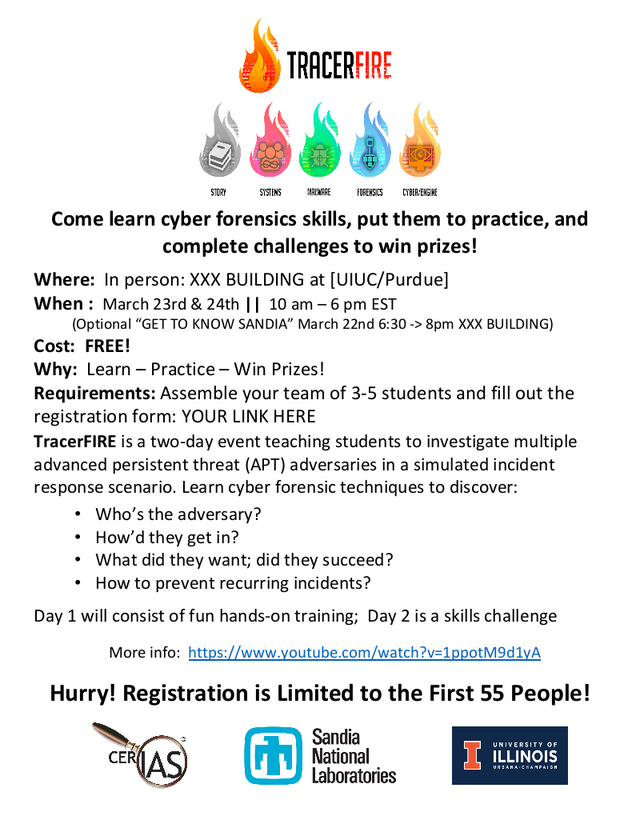 TRACERFIRE
STORY SYSTEMS MALWARE FORENSICS CYBER/ENGINE
Come learn cyber forensics skills, put them to practice, and
complete challenges to win prizes!
Where: In person: XXX BUILDING at [UIUC/Purdue]
When : March 23rd & 24th || 10 am – 6 pm EST
(Optional “GET TO KNOW SANDIA” March 22nd 6:30 -> 8pm XXX BUILDING)
Cost: FREE!
Why: Learn – Practice – Win Prizes!
Requirements: Assemble your team of 3-5 students and fill out the
registration form: YOUR LINK HERE
TracerFIRE is a two-day event teaching students to investigate multiple
advanced persistent threat (APT) adversaries in a simulated incident
response scenario. Learn cyber forensic techniques to discover:
• Who’s the adversary?
• How’d they get in?
• What did they want; did they succeed?
• How to prevent recurring incidents?
Day 1 will consist of fun hands-on training; Day 2 is a skills challenge
More info: https://www.youtube.com/watch?v=1ppotM9d1yA
Hurry! Registration is Limited to the First 55 People!
CERIAS
Sandia
National
Laboratories
UNIVERSITY OF
ILLINOIS
URBANA-CHAMPAIGN